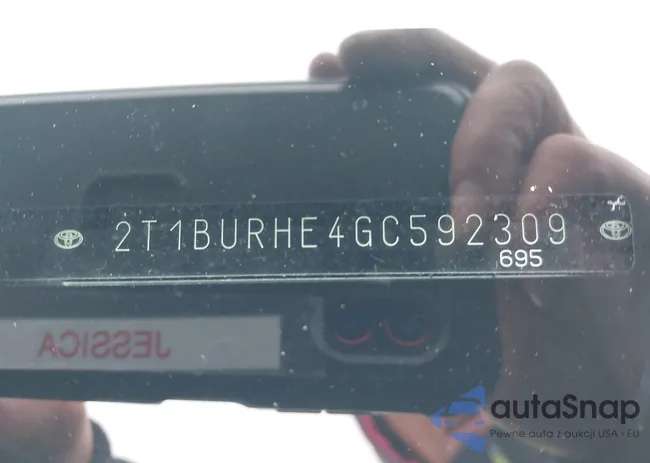 2T1BURHE4GC592309
695
JESSICA
autaSnap
Pewne auta z aukcji USA i EU